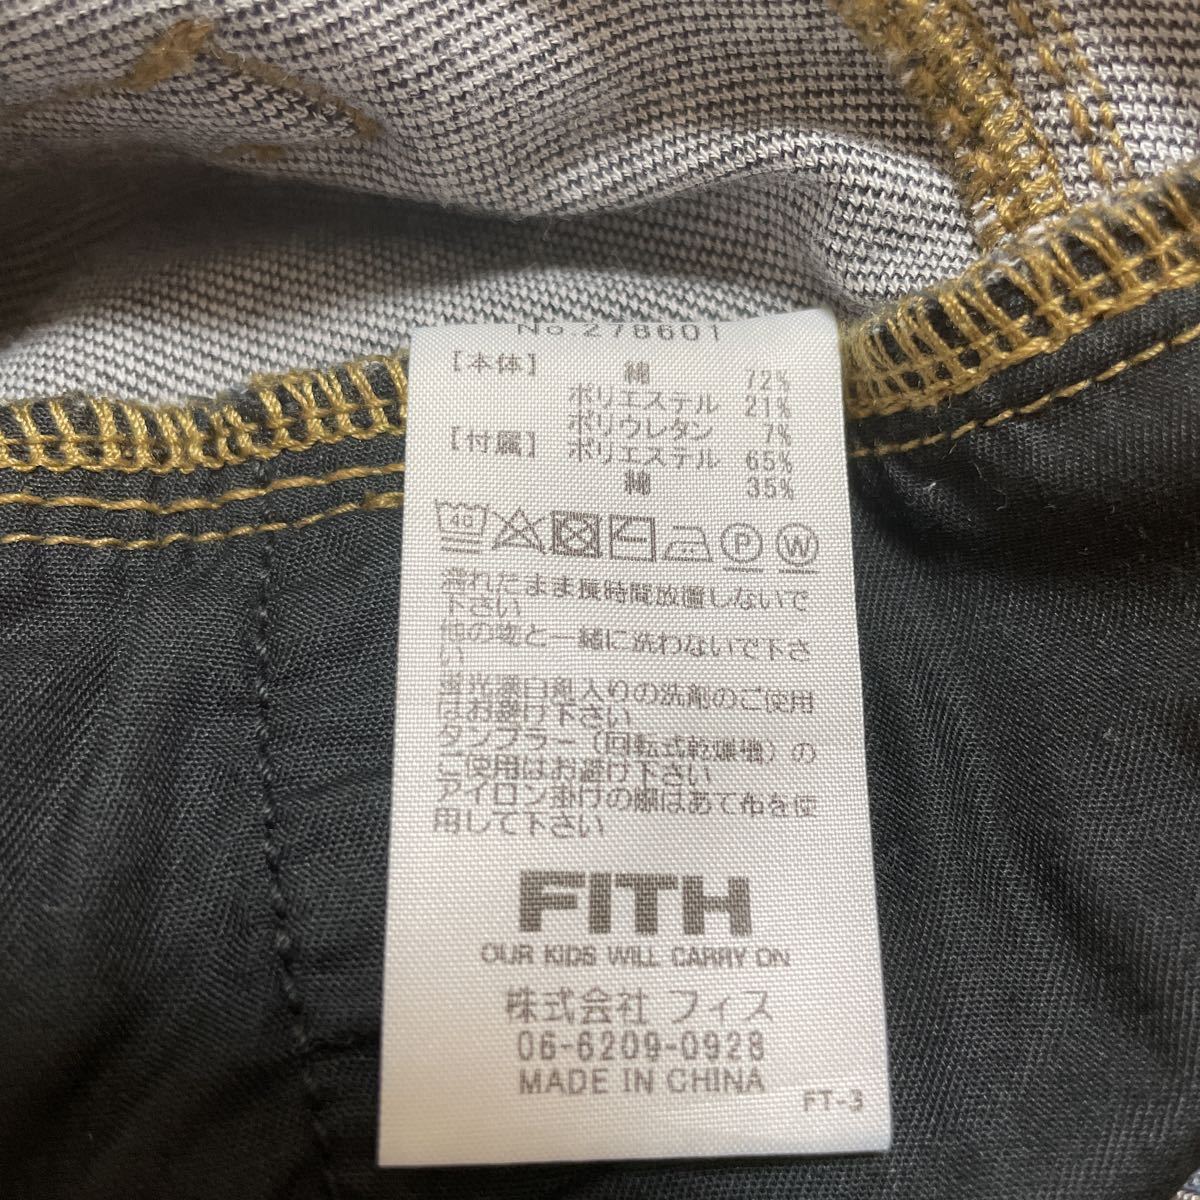 No.278601
【本体】 綿 72%
ポリエステル 21%
ポリウレタン 7%
【付属】 ポリエステル 65%
綿 35%
40 P W
濡れたまま長時間放置しないで
下さい
他の物と一緒に洗わないで下さ
い
蛍光漂白剤入りの洗剤のご使用
はお避け下さい
タンブラー(回転式乾燥機)の
ご使用はお避け下さい
アイロン掛けの際はあて布を使
用して下さい
FITH
OUR KIDS WILL CARRY ON
株式会社 フィス
06-6209-0928
MADE IN CHINA
FT-3